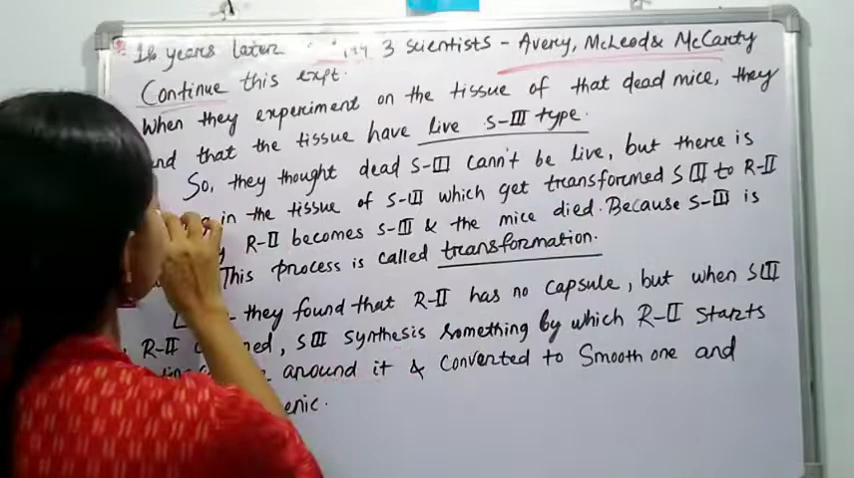 16 years later 3 scientists - Avery, McLeod & McCarty
Continue this expt.
When they experiment on the tissue of that dead mice, they
nd that the tissue have live S-III type.
So, they thought dead S-III cann't be live, but there is
in the tissue of S-III which get transformed S III to R-II
R-II becomes S-III & the mice died. Because S-III is
This process is called transformation.
- they found that R-II has no capsule, but when S III
R-II ed, S III synthesis something by which R-II starts
around it & converted to Smooth one and
enic.